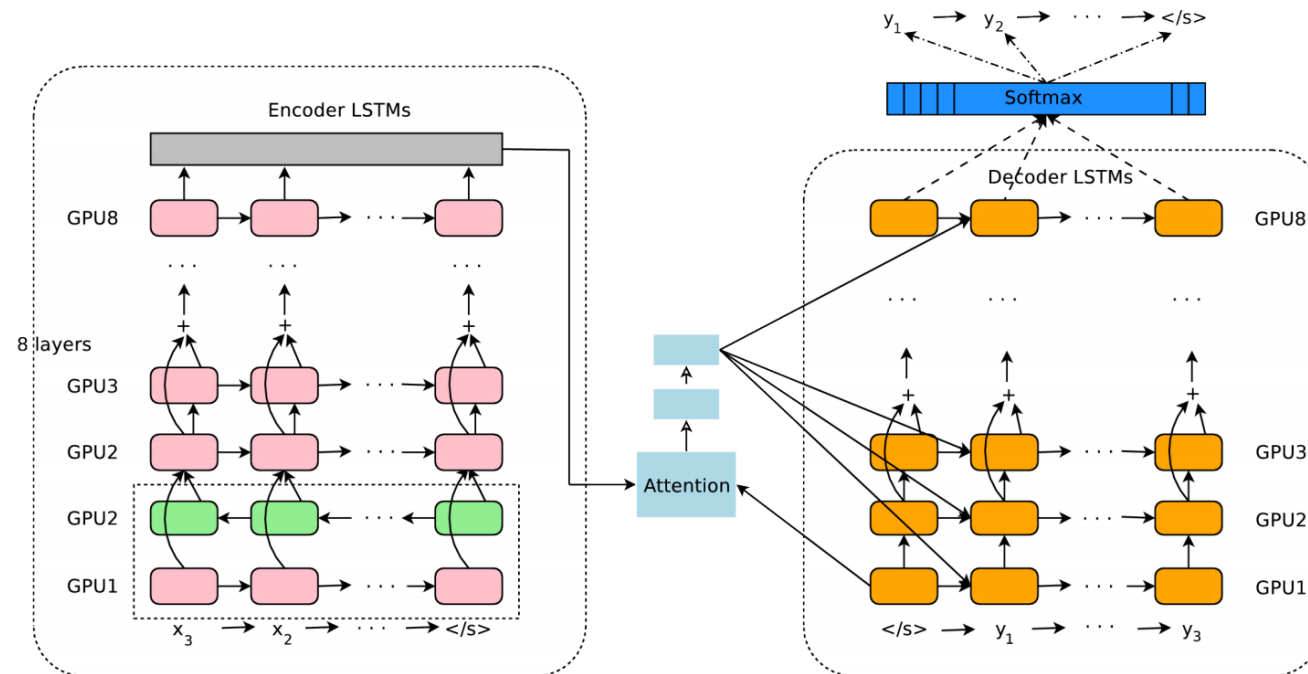 y1 y2 · · · </s>
Softmax
Encoder LSTMs
Decoder LSTMs
GPU8 · · ·
· · · GPU8
· · · · · · · · ·
· · · · · · · · ·
+ + +
8 layers
GPU3 · · ·
+ + +
GPU2 · · ·
· · · GPU3
Attention
GPU2 · · ·
· · · GPU2
GPU1 · · ·
· · · GPU1
x3 x2 · · · </s>
</s> y1 · · · y3